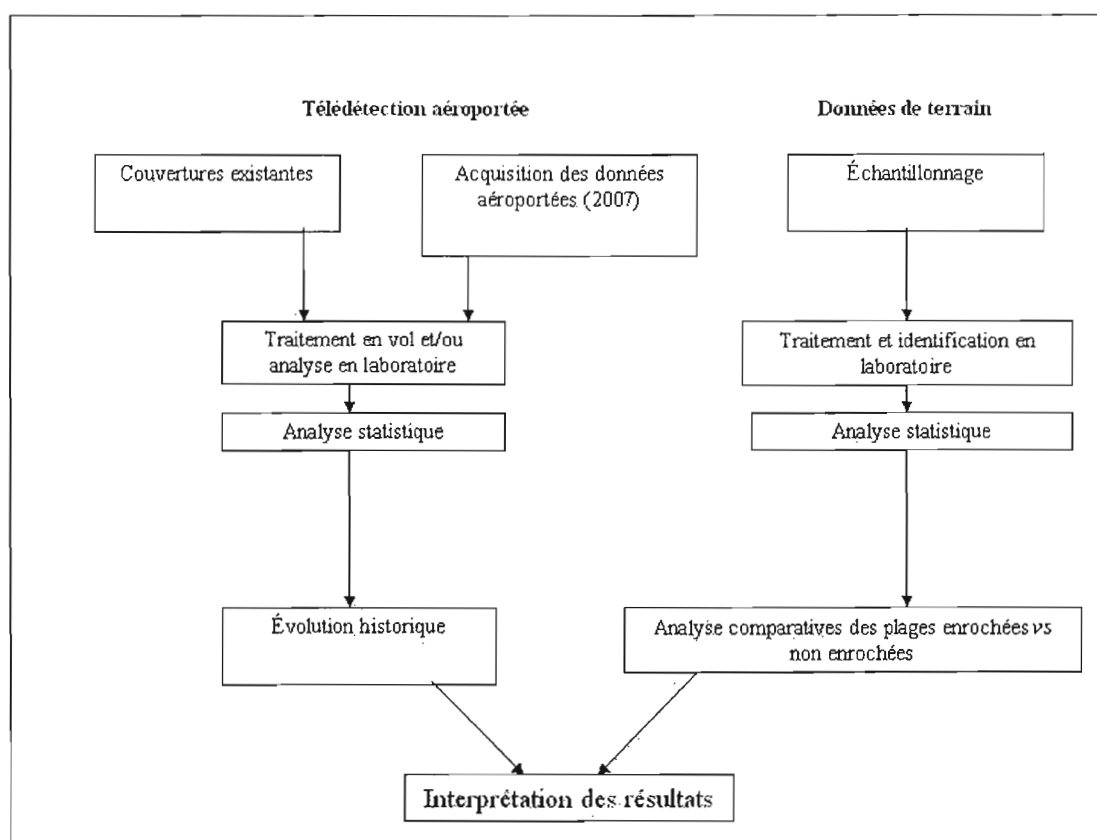 Télédétection aéroportée
Données de terrain
Couvertures existantes
Acquisition des données
aéroportées (2007)
Échantillonnage
Traitement en vol et/ou
analyse en laboratoire
Traitement et identification en
laboratoire
Analyse statistique
Analyse statistique
Évolution historique
Analyse comparatives des plages enrochées vs
non enrochées
Interprétation des résultats